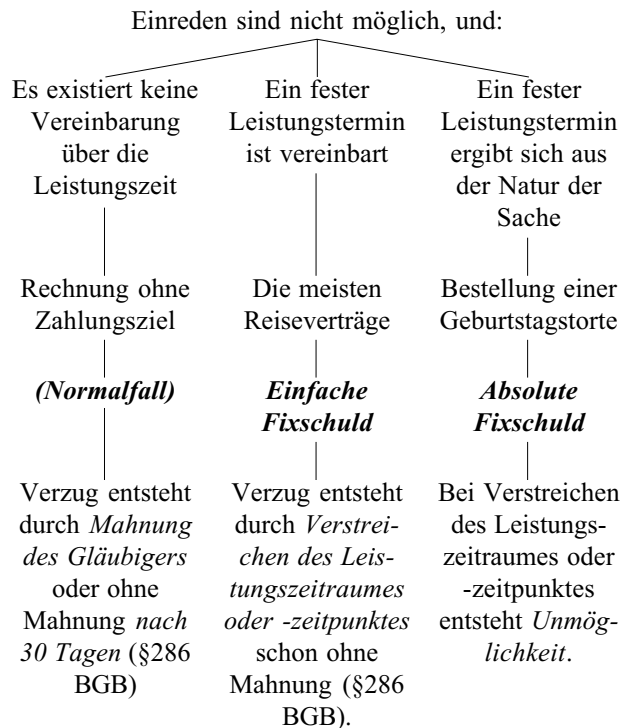 Einreden sind nicht möglich, und:
Es existiert keine
Vereinbarung
über die
Leistungszeit
Rechnung ohne
Zahlungsziel
(Normalfall)
Verzug entsteht
durch Mahnung
des Gläubigers
oder ohne
Mahnung nach
30 Tagen (§286
BGB)
Ein fester
Leistungstermin
ist vereinbart
Die meisten
Reiseverträge
Einfache
Fixschuld
Verzug entsteht
durch Verstrei-
chen des Leis-
tungszeitraumes
oder -zeitpunktes
schon ohne
Mahnung (§286
BGB).
Ein fester
Leistungstermin
ergibt sich aus
der Natur der
Sache
Bestellung einer
Geburtstagstorte
Absolute
Fixschuld
Bei Verstreichen
des Leistungs-
zeitraumes oder
-zeitpunktes
entsteht Unmög-
lichkeit.